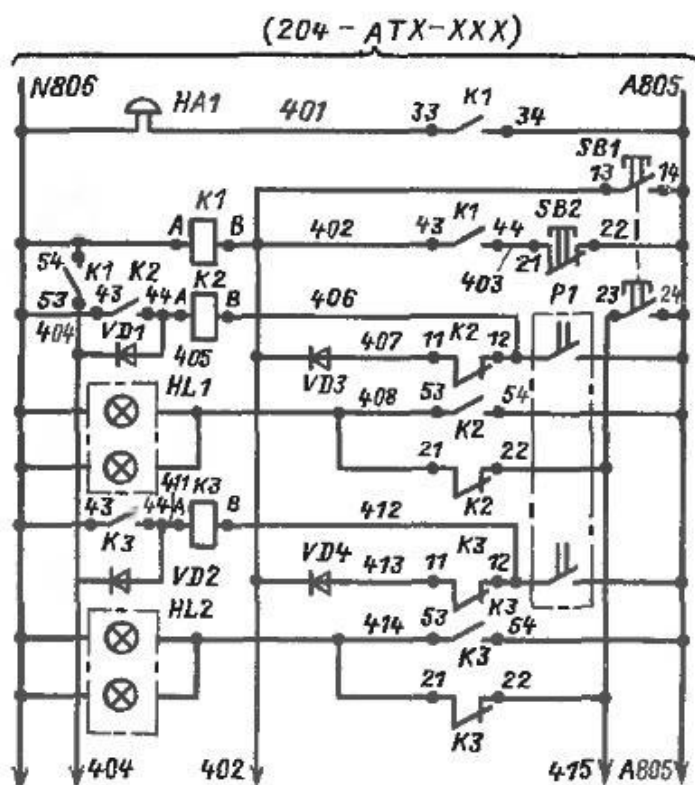 (204-ATX-XXX)
N806 HA1 401 33 K1 34 A805
SB1
13 14
K1
A B 402 43 K1 44 SB2 22
403 21
54 K1 K2 K2
53 43 44 A B 406 P1 23 24
404 VD1 405 407 11 K2 12
VD3
HL1 408 53 54
K2
21 22
K2
411 K3
43 44 A B 412
K3
VD4 413 11 K3 12
VD2
HL2 414 53 K3 54
K3
21 22
K3
404 402 415 A805